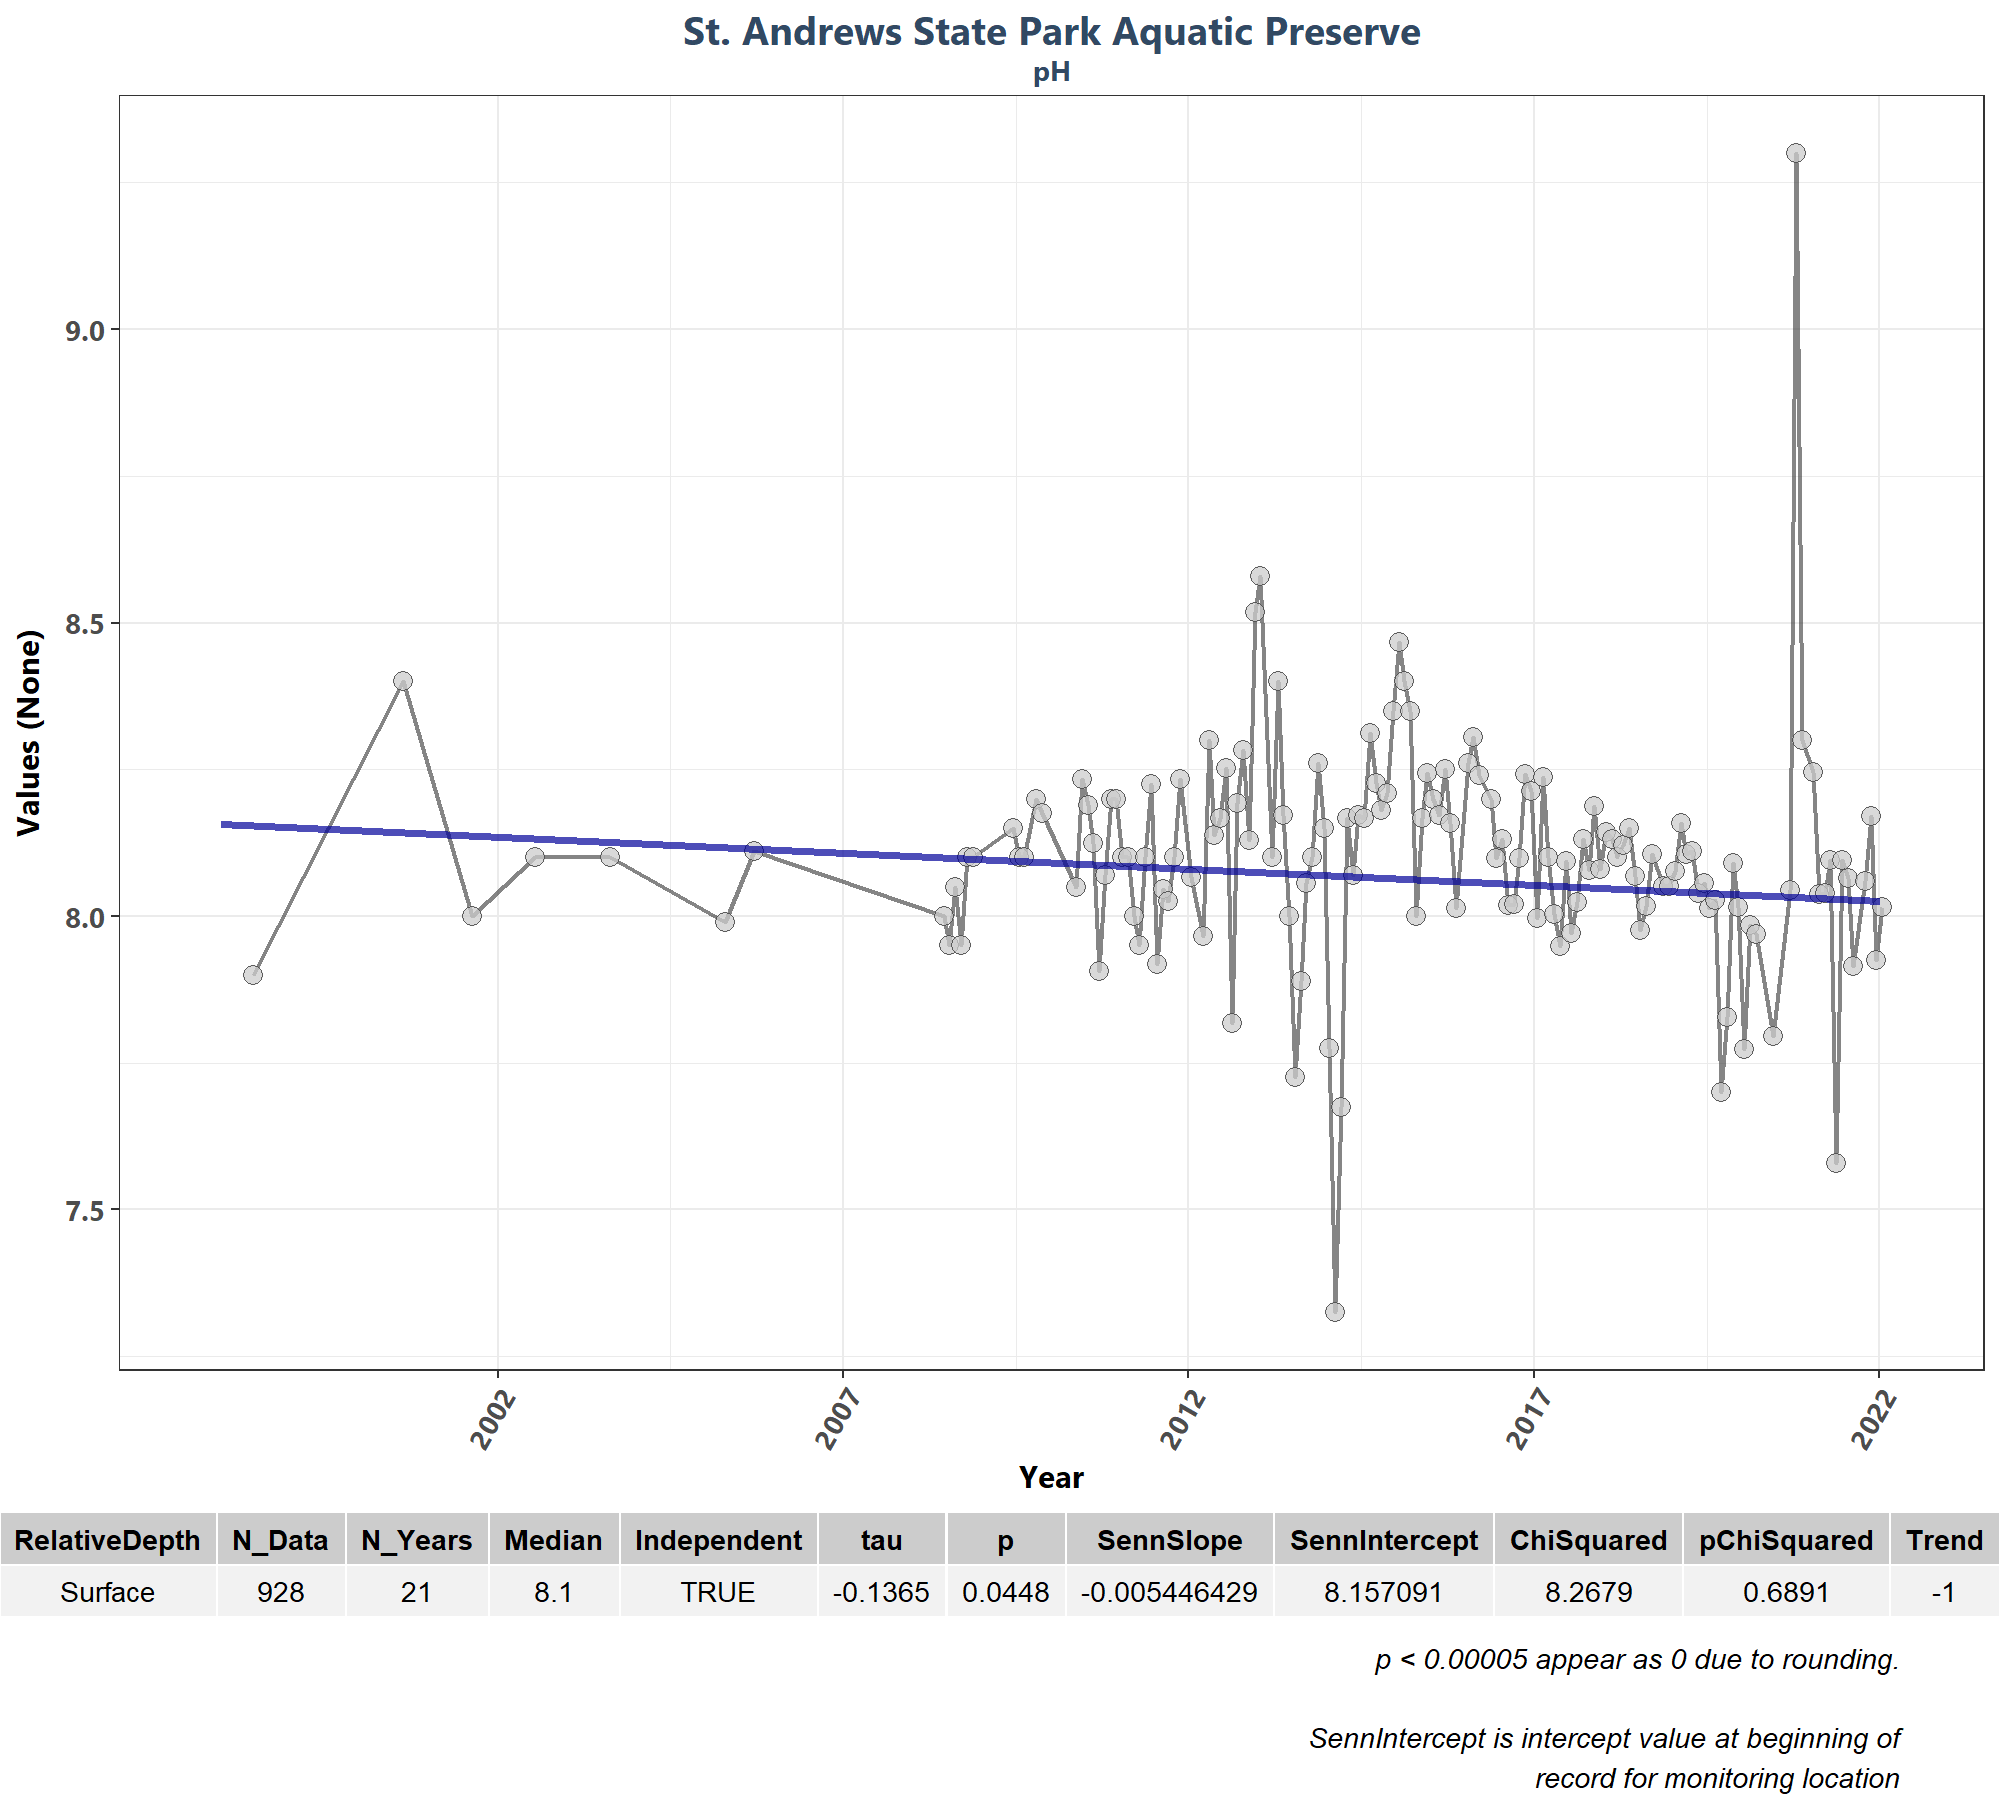 St. Andrews State Park Aquatic Preserve
pH
Values (None)
9.0
8.5
8.0
7.5
2002 2007 2012 2017 2022
Year
RelativeDepth N_Data N_Years Median Independent tau p SennSlope SennIntercept ChiSquared pChiSquared Trend
Surface 928 21 8.1 TRUE -0.1365 0.0448 -0.005446429 8.157091 8.2679 0.6891 -1
p < 0.00005 appear as 0 due to rounding.
SennIntercept is intercept value at beginning of
record for monitoring location